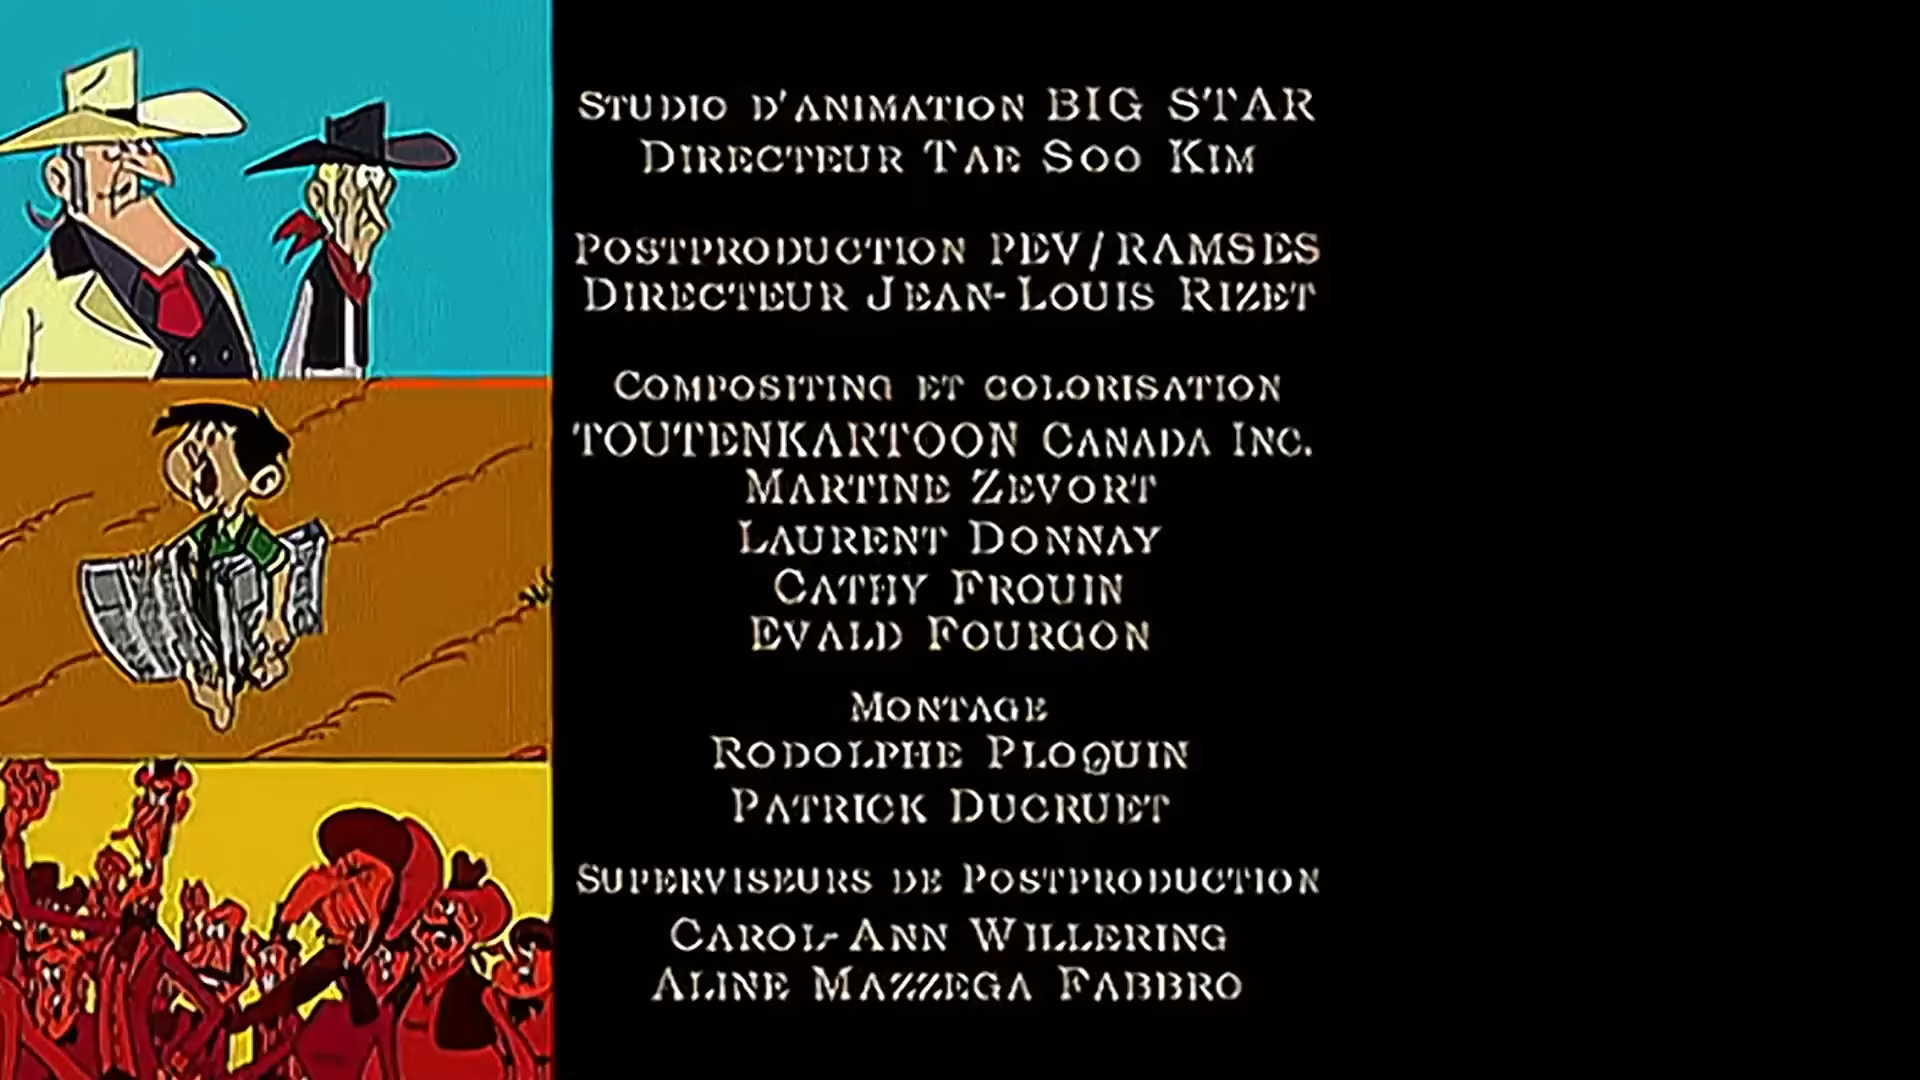 Studio d'animation BIG STAR
Directeur Tae Soo Kim
Postproduction PEV/RAMSES
Directeur Jean-Louis Rizet
Compositing et colorisation
TOUTENKARTOON Canada Inc.
Martine Zevort
Laurent Donnay
Cathy Frouin
Evald Fourgon
Montage
Rodolphe Ploquin
Patrick Ducruet
Superviseurs de Postproduction
Carol-Ann Willering
Aline Mazzega Fabbro